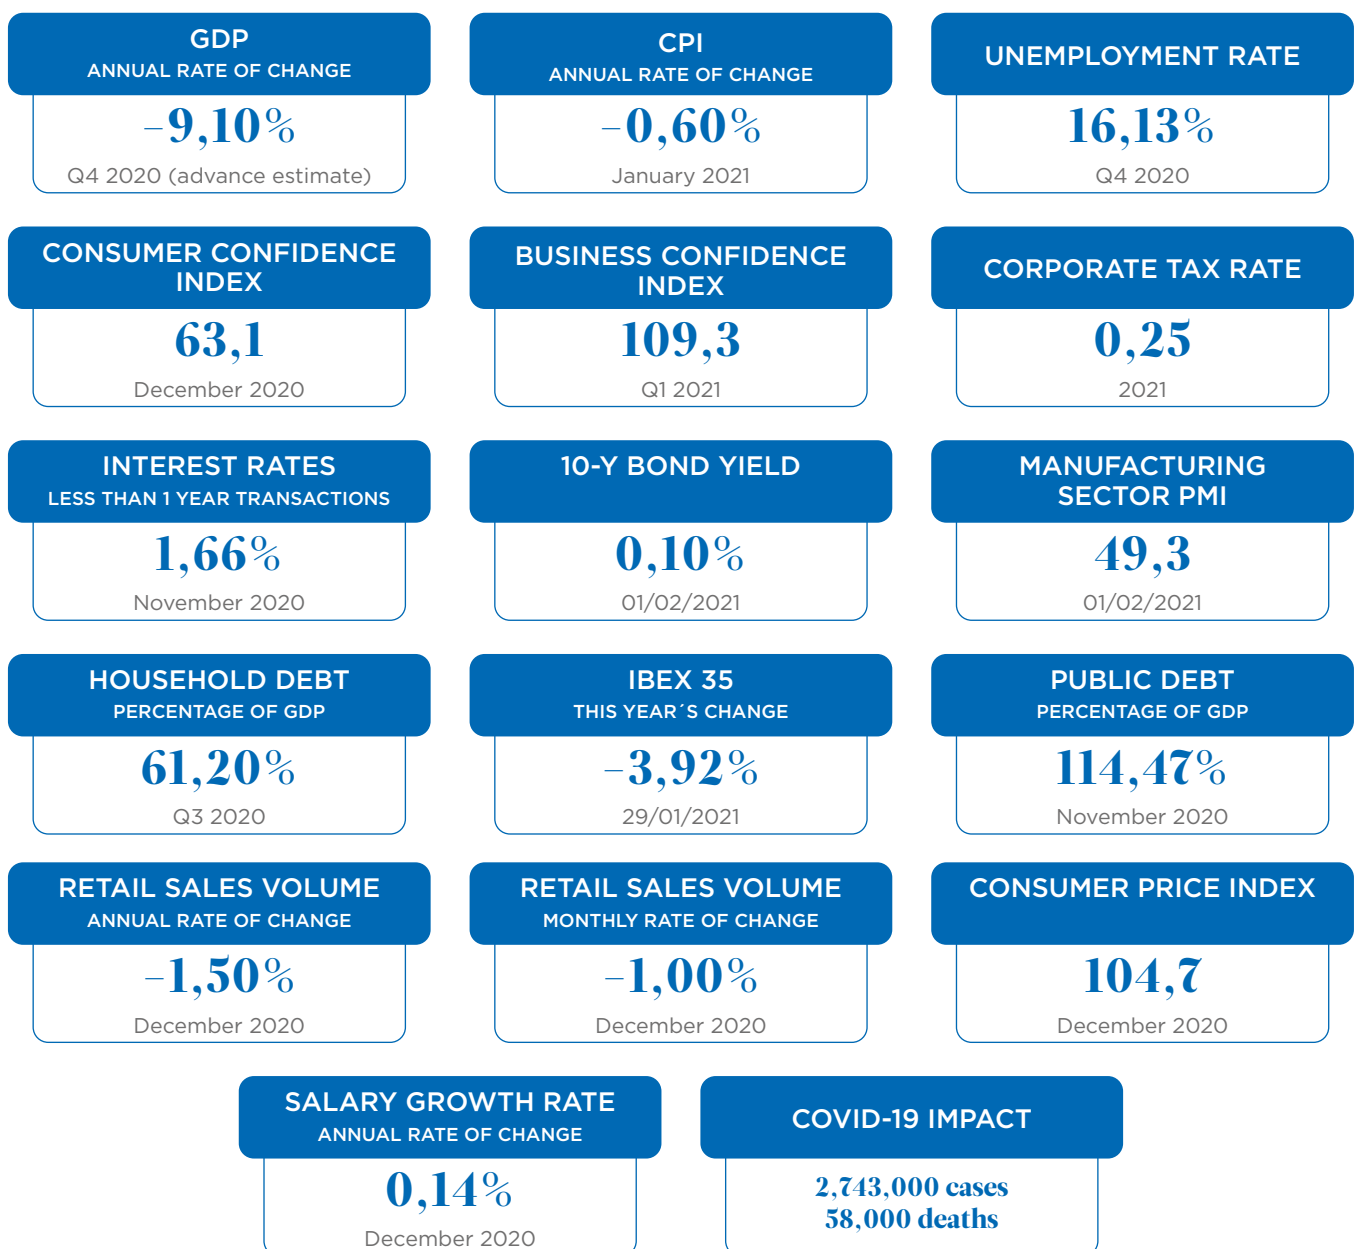 GDP
ANNUAL RATE OF CHANGE
–9,10%
Q4 2020 (advance estimate)
CPI
ANNUAL RATE OF CHANGE
–0,60%
January 2021
UNEMPLOYMENT RATE
16,13%
Q4 2020
CONSUMER CONFIDENCE
INDEX
63,1
December 2020
BUSINESS CONFIDENCE
INDEX
109,3
Q1 2021
CORPORATE TAX RATE
0,25
2021
INTEREST RATES
LESS THAN 1 YEAR TRANSACTIONS
1,66%
November 2020
10-Y BOND YIELD
0,10%
01/02/2021
MANUFACTURING
SECTOR PMI
49,3
01/02/2021
HOUSEHOLD DEBT
PERCENTAGE OF GDP
61,20%
Q3 2020
IBEX 35
THIS YEAR´S CHANGE
–3,92%
29/01/2021
PUBLIC DEBT
PERCENTAGE OF GDP
114,47%
November 2020
RETAIL SALES VOLUME
ANNUAL RATE OF CHANGE
–1,50%
December 2020
RETAIL SALES VOLUME
MONTHLY RATE OF CHANGE
–1,00%
December 2020
CONSUMER PRICE INDEX
104,7
December 2020
SALARY GROWTH RATE
ANNUAL RATE OF CHANGE
0,14%
December 2020
COVID-19 IMPACT
2,743,000 cases
58,000 deaths